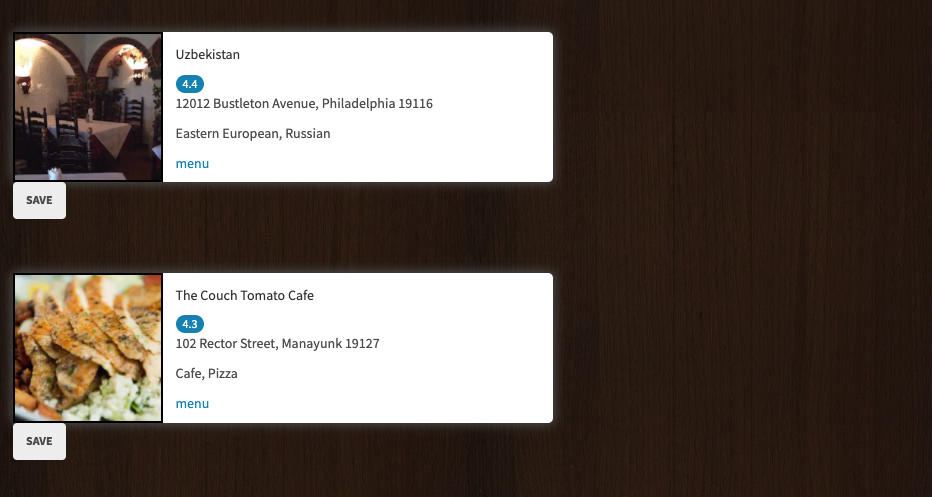 Uzbekistan
4.4
12012 Bustleton Avenue, Philadelphia 19116
Eastern European, Russian
menu
SAVE
The Couch Tomato Cafe
4.3
102 Rector Street, Manayunk 19127
Cafe, Pizza
menu
SAVE